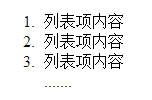 1. 列表项内容
2. 列表项内容
3. 列表项内容
.......